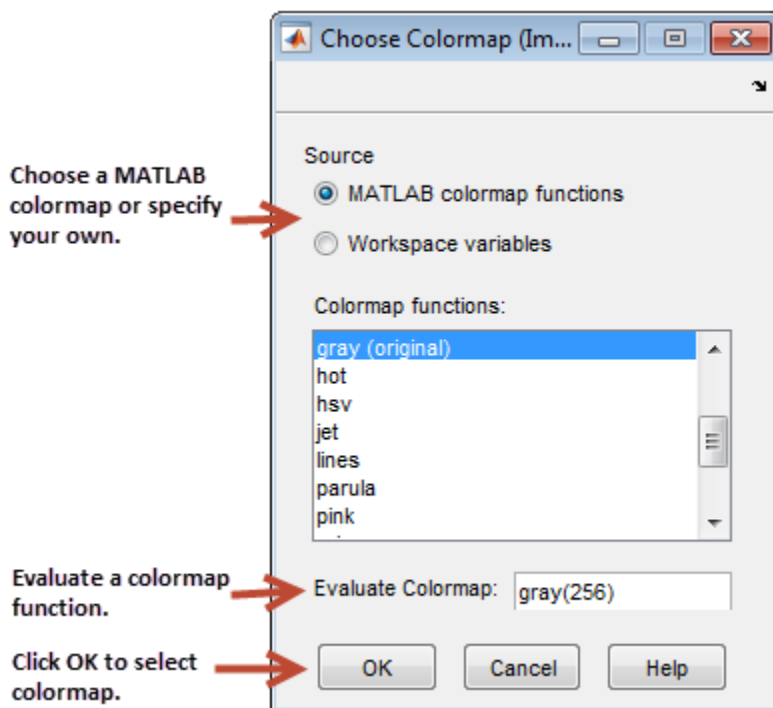 Choose Colormap (Im...
Source
Choose a MATLAB
colormap or specify
your own.
MATLAB colormap functions
Workspace variables
Colormap functions:
gray (original)
hot
hsv
jet
lines
parula
pink
Evaluate a colormap
function.
Evaluate Colormap:
gray(256)
Click OK to select
colormap.
OK
Cancel
Help